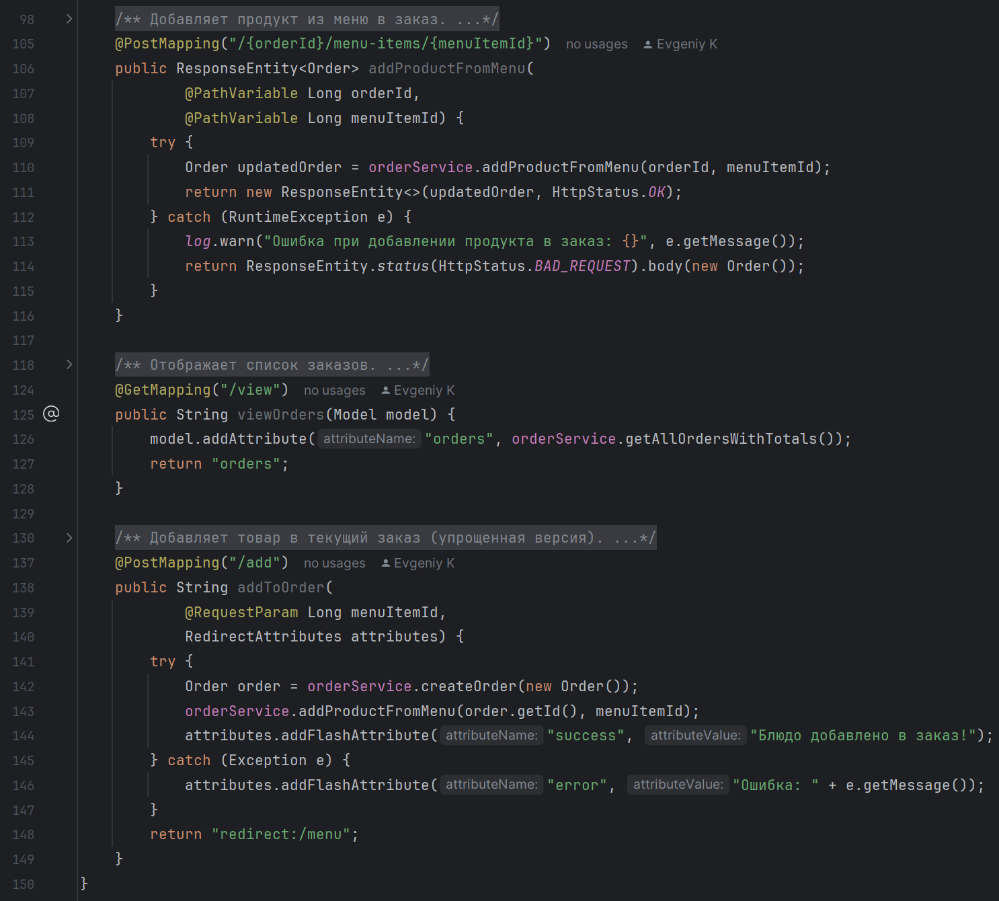 98 /** Добавляет продукт из меню в заказ. ...*/
105 @PostMapping("/{orderId}/menu-items/{menuItemId}") no usages Evgeniy K
106 public ResponseEntity<Order> addProductFromMenu(
107 @PathVariable Long orderId,
108 @PathVariable Long menuItemId) {
109 try {
110 Order updatedOrder = orderService.addProductFromMenu(orderId, menuItemId);
111 return new ResponseEntity<>(updatedOrder, HttpStatus.OK);
112 } catch (RuntimeException e) {
113 log.warn("Ошибка при добавлении продукта в заказ: {}", e.getMessage());
114 return ResponseEntity.status(HttpStatus.BAD_REQUEST).body(new Order());
115 }
116 }
117
118 /** Отображает список заказов. ...*/
124 @GetMapping("/view") no usages Evgeniy K
125 @ public String viewOrders(Model model) {
126 model.addAttribute( attributeName: "orders", orderService.getAllOrdersWithTotals());
127 return "orders";
128 }
129
130 /** Добавляет товар в текущий заказ (упрощенная версия). ...*/
137 @PostMapping("/add") no usages Evgeniy K
138 public String addToOrder(
139 @RequestParam Long menuItemId,
140 RedirectAttributes attributes) {
141 try {
142 Order order = orderService.createOrder(new Order());
143 orderService.addProductFromMenu(order.getId(), menuItemId);
144 attributes.addFlashAttribute( attributeName: "success", attributeValue: "Блюдо добавлено в заказ!");
145 } catch (Exception e) {
146 attributes.addFlashAttribute( attributeName: "error", attributeValue: "Ошибка: " + e.getMessage());
147 }
148 return "redirect:/menu";
149 }
150 }